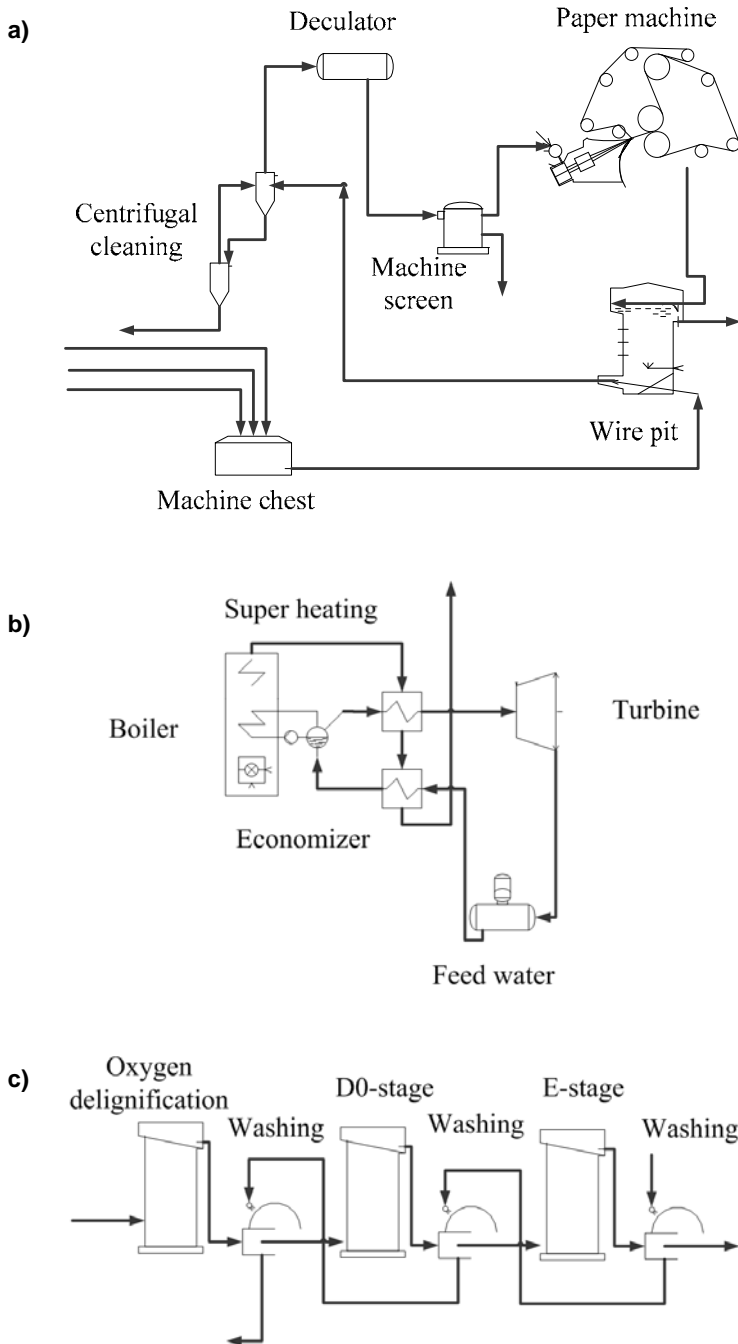 a)
Deculator
Paper machine
Centrifugal
cleaning
Machine
screen
Wire pit
Machine chest
b)
Super heating
Boiler
Turbine
Economizer
Feed water
c)
Oxygen
delignification
Washing
D0-stage
Washing
E-stage
Washing